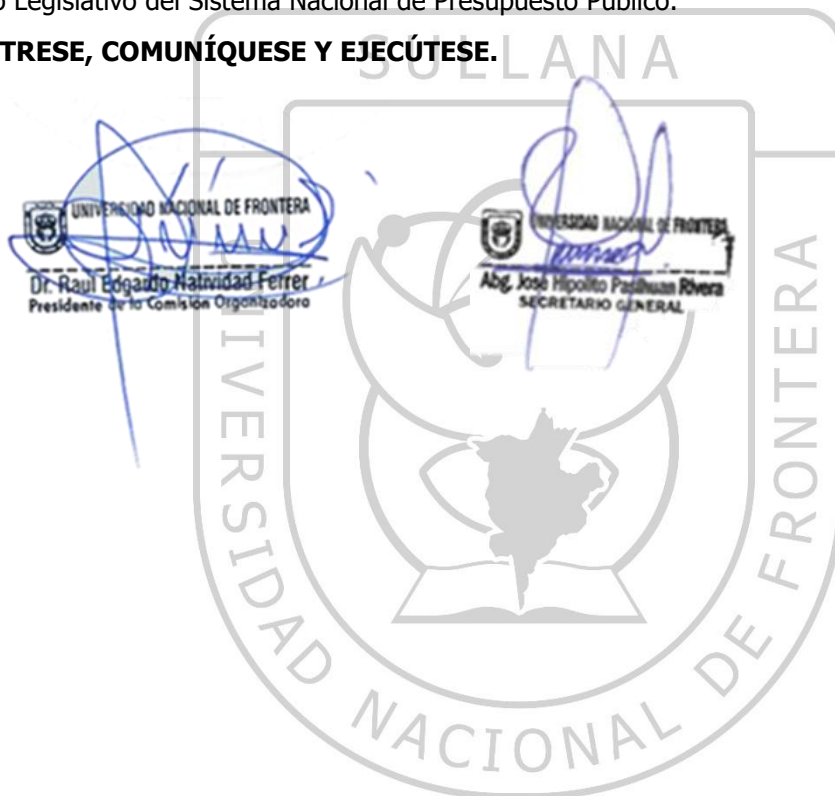 o Legislativo del Sistema Nacional de Presupuesto Público.
TRESE, COMUNÍQUESE Y EJECÚTESE.
SULLANA
UNIVERSIDAD NACIONAL DE FRONTERA
Dr. Raul Edgardo Natividad Ferrer
Presidente de la Comisión Organizadora
UNIVERSIDAD NACIONAL DE FRONTERA
Abg. José Hipolito Pasihuan Rivera
SECRETARIO GENERAL
UNIVERSIDAD NACIONAL DE FRONTERA